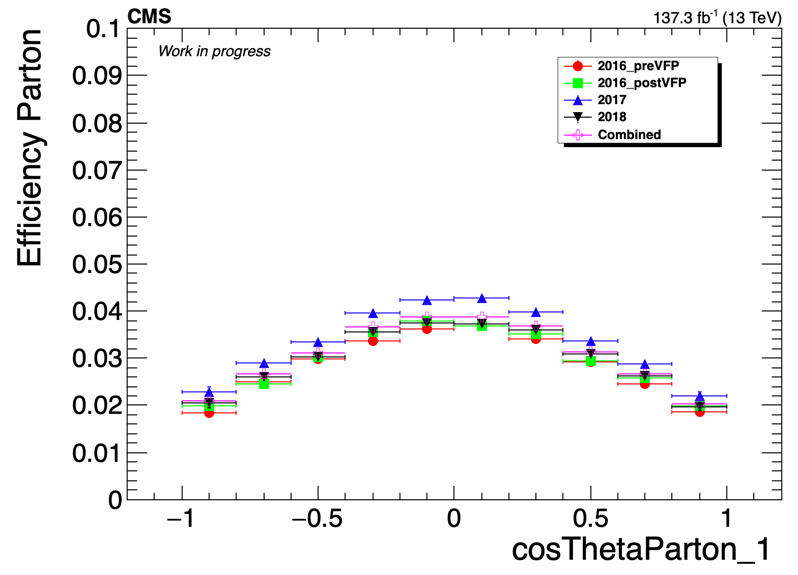 CMS
137.3 fb⁻¹ (13 TeV)
Work in progress
2016_preVFP
2016_postVFP
2017
2018
Combined
Efficiency Parton
0.1
0.09
0.08
0.07
0.06
0.05
0.04
0.03
0.02
0.01
0
−1
−0.5
0
0.5
1
cosThetaParton_1